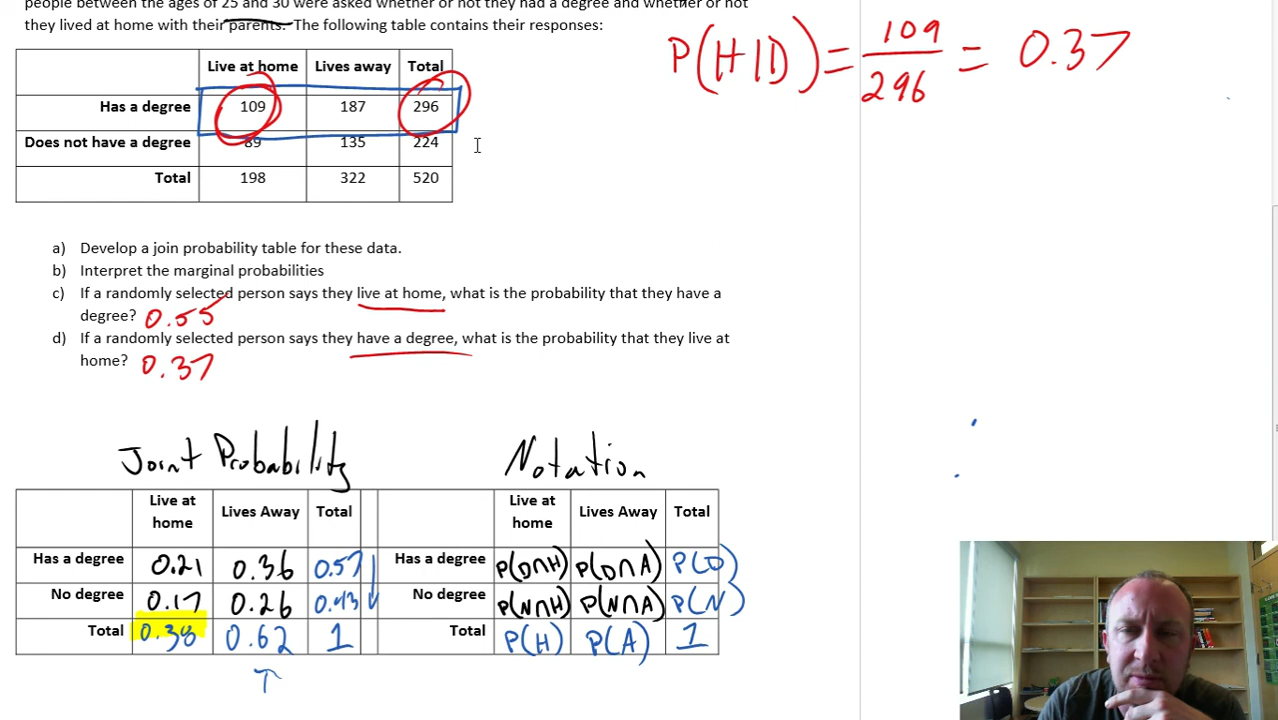 people between the ages of 25 and 30 were asked whether or not they had a degree and whether or not
they lived at home with their parents. The following table contains their responses:
Live at home Lives away Total
Has a degree 109 187 296
Does not have a degree 89 135 224
Total 198 322 520
P(H|D) = 109/296 = 0.37
a) Develop a join probability table for these data.
b) Interpret the marginal probabilities
c) If a randomly selected person says they live at home, what is the probability that they have a
degree? 0.55
d) If a randomly selected person says they have a degree, what is the probability that they live at
home? 0.37
Joint Probability
Live at
home Lives Away Total
Has a degree 0.21 0.36 0.57
No degree 0.17 0.26 0.43
Total 0.38 0.62 1
Notation
Live at
home Lives Away Total
Has a degree P(D∩H) P(D∩A) P(D)
No degree P(N∩H) P(N∩A) P(N)
Total P(H) P(A) 1